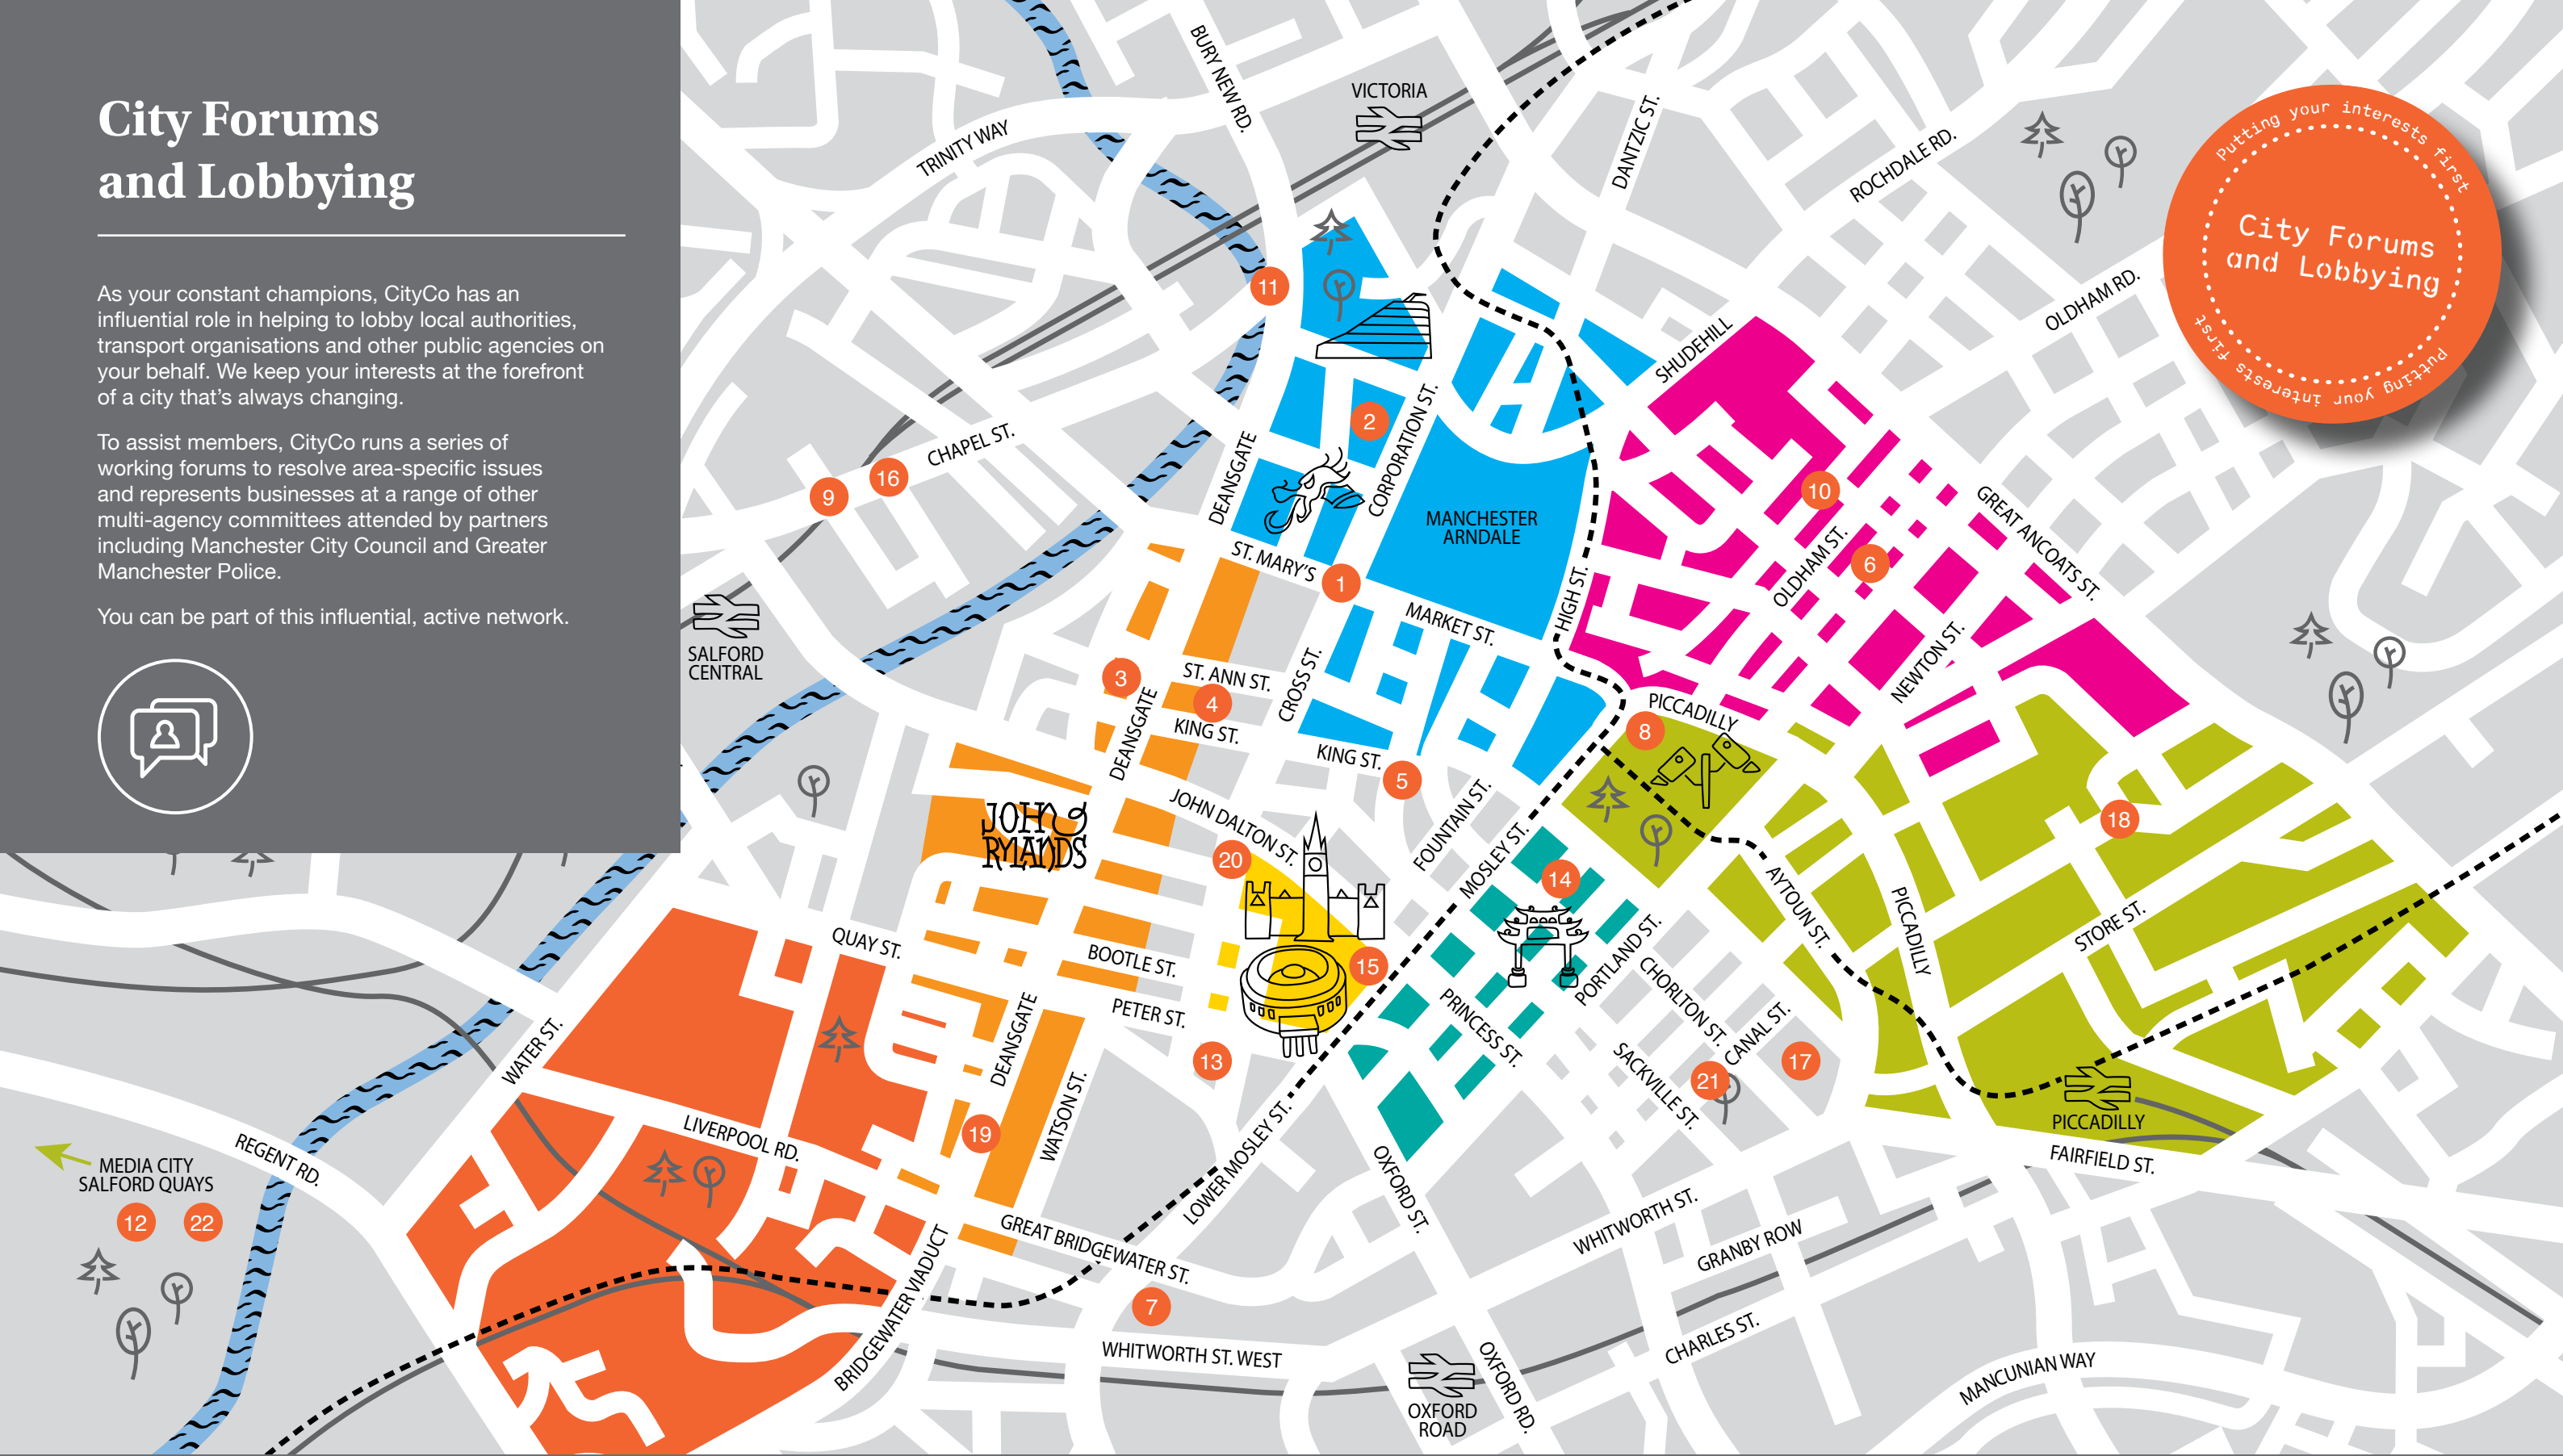 City Forums
and Lobbying
As your constant champions, CityCo has an
influential role in helping to lobby local authorities,
transport organisations and other public agencies on
your behalf. We keep your interests at the forefront
of a city that's always changing.
To assist members, CityCo runs a series of
working forums to resolve area-specific issues
and represents businesses at a range of other
multi-agency committees attended by partners
including Manchester City Council and Greater
Manchester Police.
You can be part of this influential, active network.
Putting your interests first
City Forums
and Lobbying
Putting your interests first
BURY NEW RD.
VICTORIA
DANTZIC ST.
TRINITY WAY
ROCHDALE RD.
OLDHAM RD.
11
SHUDEHILL
2
CORPORATION ST.
CHAPEL ST.
DEANSGATE
16
9
10
GREAT ANCOATS ST.
MANCHESTER
ARNDALE
OLDHAM ST.
6
ST. MARY'S
1
HIGH ST.
MARKET ST.
SALFORD
CENTRAL
NEWTON ST.
3
ST. ANN ST.
4
CROSS ST.
KING ST.
DEANSGATE
PICCADILLY
8
KING ST.
5
JOHN DALTON ST.
FOUNTAIN ST.
MOSLEY ST.
JOHN
RYLANDS
18
20
14
AYTOUN ST.
PICCADILLY
STORE ST.
QUAY ST.
BOOTLE ST.
15
PORTLAND ST.
CHORLTON ST.
PETER ST.
PRINCESS ST.
CANAL ST.
WATER ST.
DEANSGATE
13
SACKVILLE ST.
21
17
PICCADILLY
FAIRFIELD ST.
LIVERPOOL RD.
19
WATSON ST.
LOWER MOSLEY ST.
OXFORD ST.
REGENT RD.
MEDIA CITY
SALFORD QUAYS
12
22
GREAT BRIDGEWATER ST.
WHITWORTH ST.
GRANBY ROW
BRIDGEWATER VIADUCT
7
WHITWORTH ST. WEST
CHARLES ST.
OXFORD RD.
MANCUNIAN WAY
OXFORD
ROAD